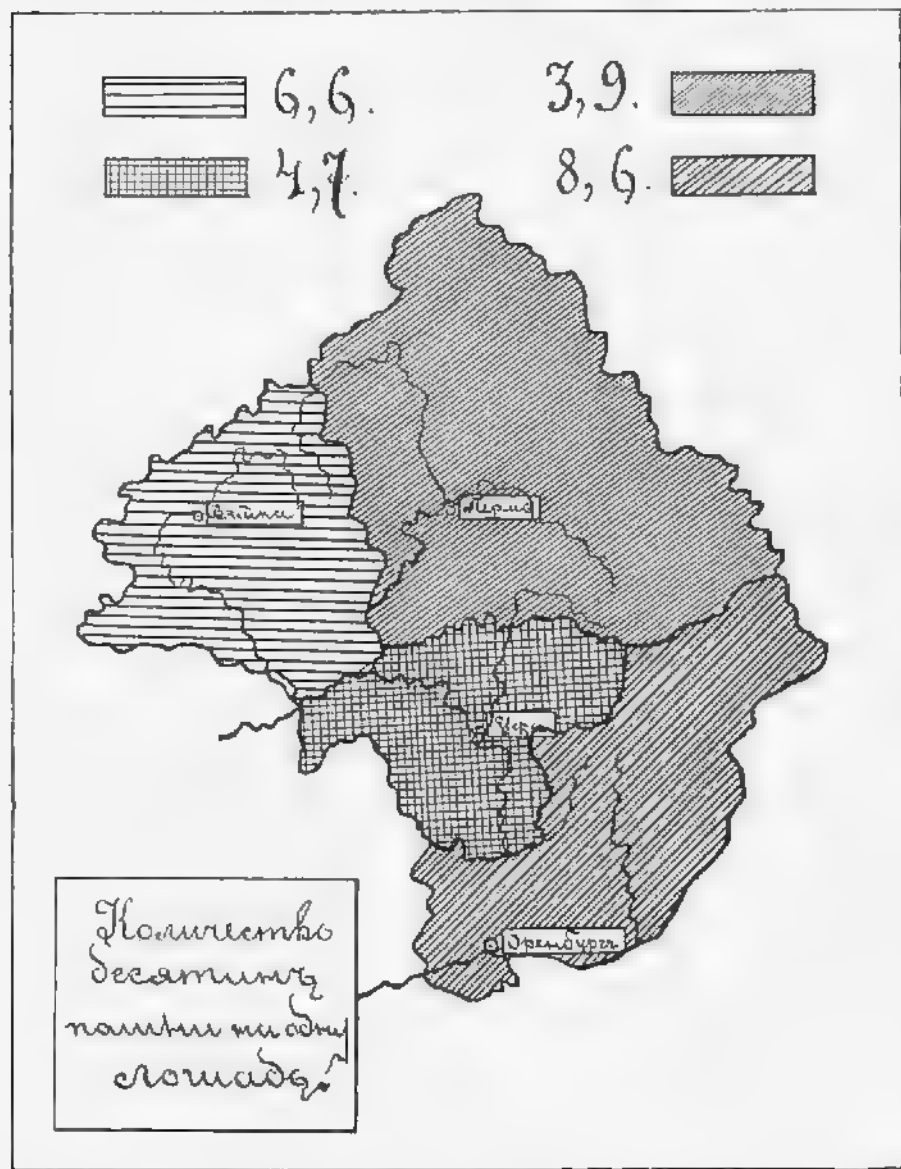 6,6.
3,9.
4,7.
8,6.
Вятка
Пермь
Уфа
Оренбургъ
Количество
десятинъ
пашни на одну
лошадь